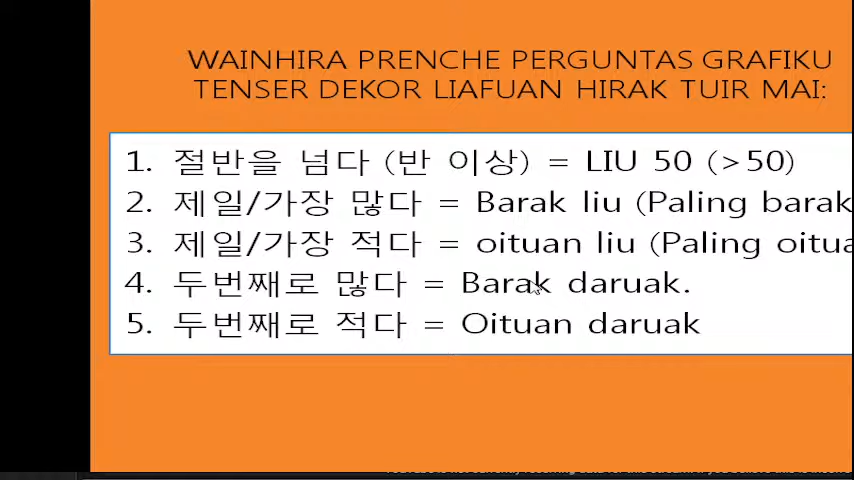 WAINHIRA PRENCHE PERGUNTAS GRAFIKU
TENSER DEKOR LIAFUAN HIRAK TUIR MAI:
1. 절반을 넘다 (반 이상) = LIU 50 (>50)
2. 제일/가장 많다 = Barak liu (Paling barak
3. 제일/가장 적다 = oituan liu (Paling
4. 두번째로 많다 = Barak daruak.
5. 두번째로 적다 = Oituan daruak